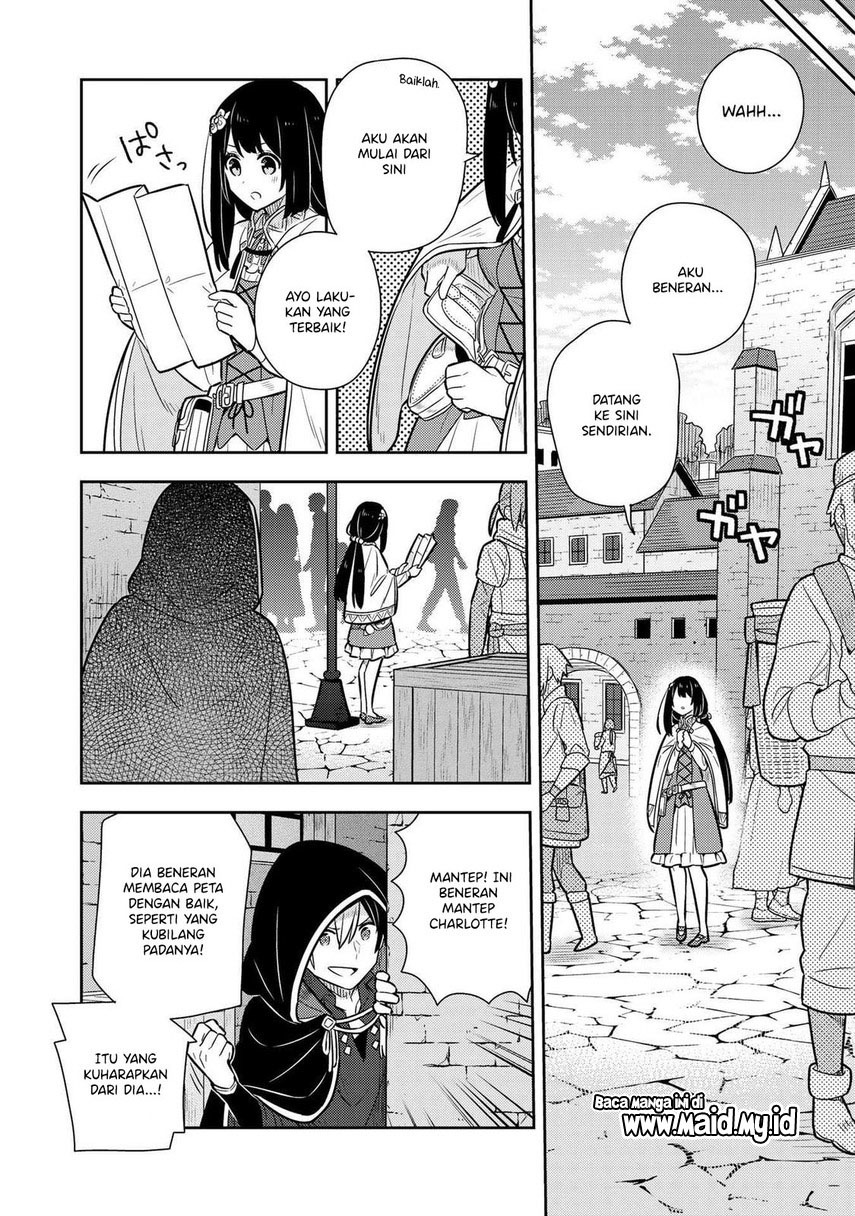 WAHH...
AKU
BENERAN...
DATANG
KE SINI
SENDIRIAN.
ガヤ
ガヤ
Baiklah.
AKU AKAN
MULAI DARI
SINI
ぱさっ
AYO LAKU-
KAN YANG
TERBAIK!
MANTEP! INI
BENERAN
MANTEP
CHARLOTTE!
DIA BENERAN
MEMBACA PETA
DENGAN BAIK,
SEPERTI YANG
KUBILANG
PADANYA!
ITU YANG
KUHARAPKAN
DARI DIA...!
Baca Manga ini di
www.Maid.My.id